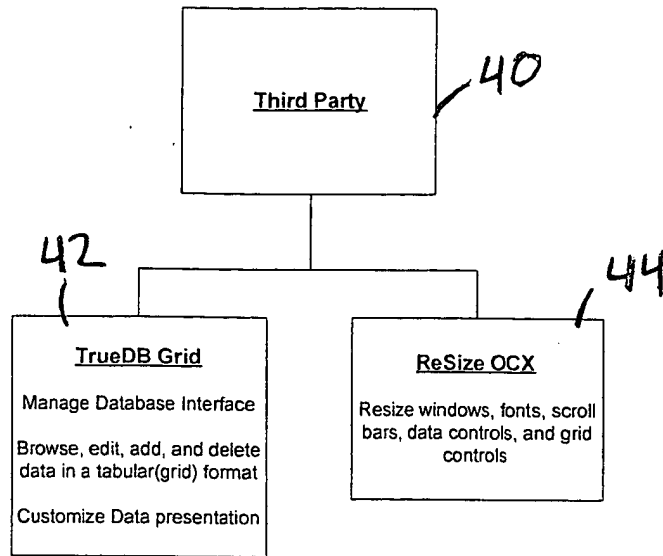 Third Party
40
42
44
TrueDB Grid
Manage Database Interface
Browse, edit, add, and delete
data in a tabular(grid) format
Customize Data presentation
ReSize OCX
Resize windows, fonts, scroll
bars, data controls, and grid
controls